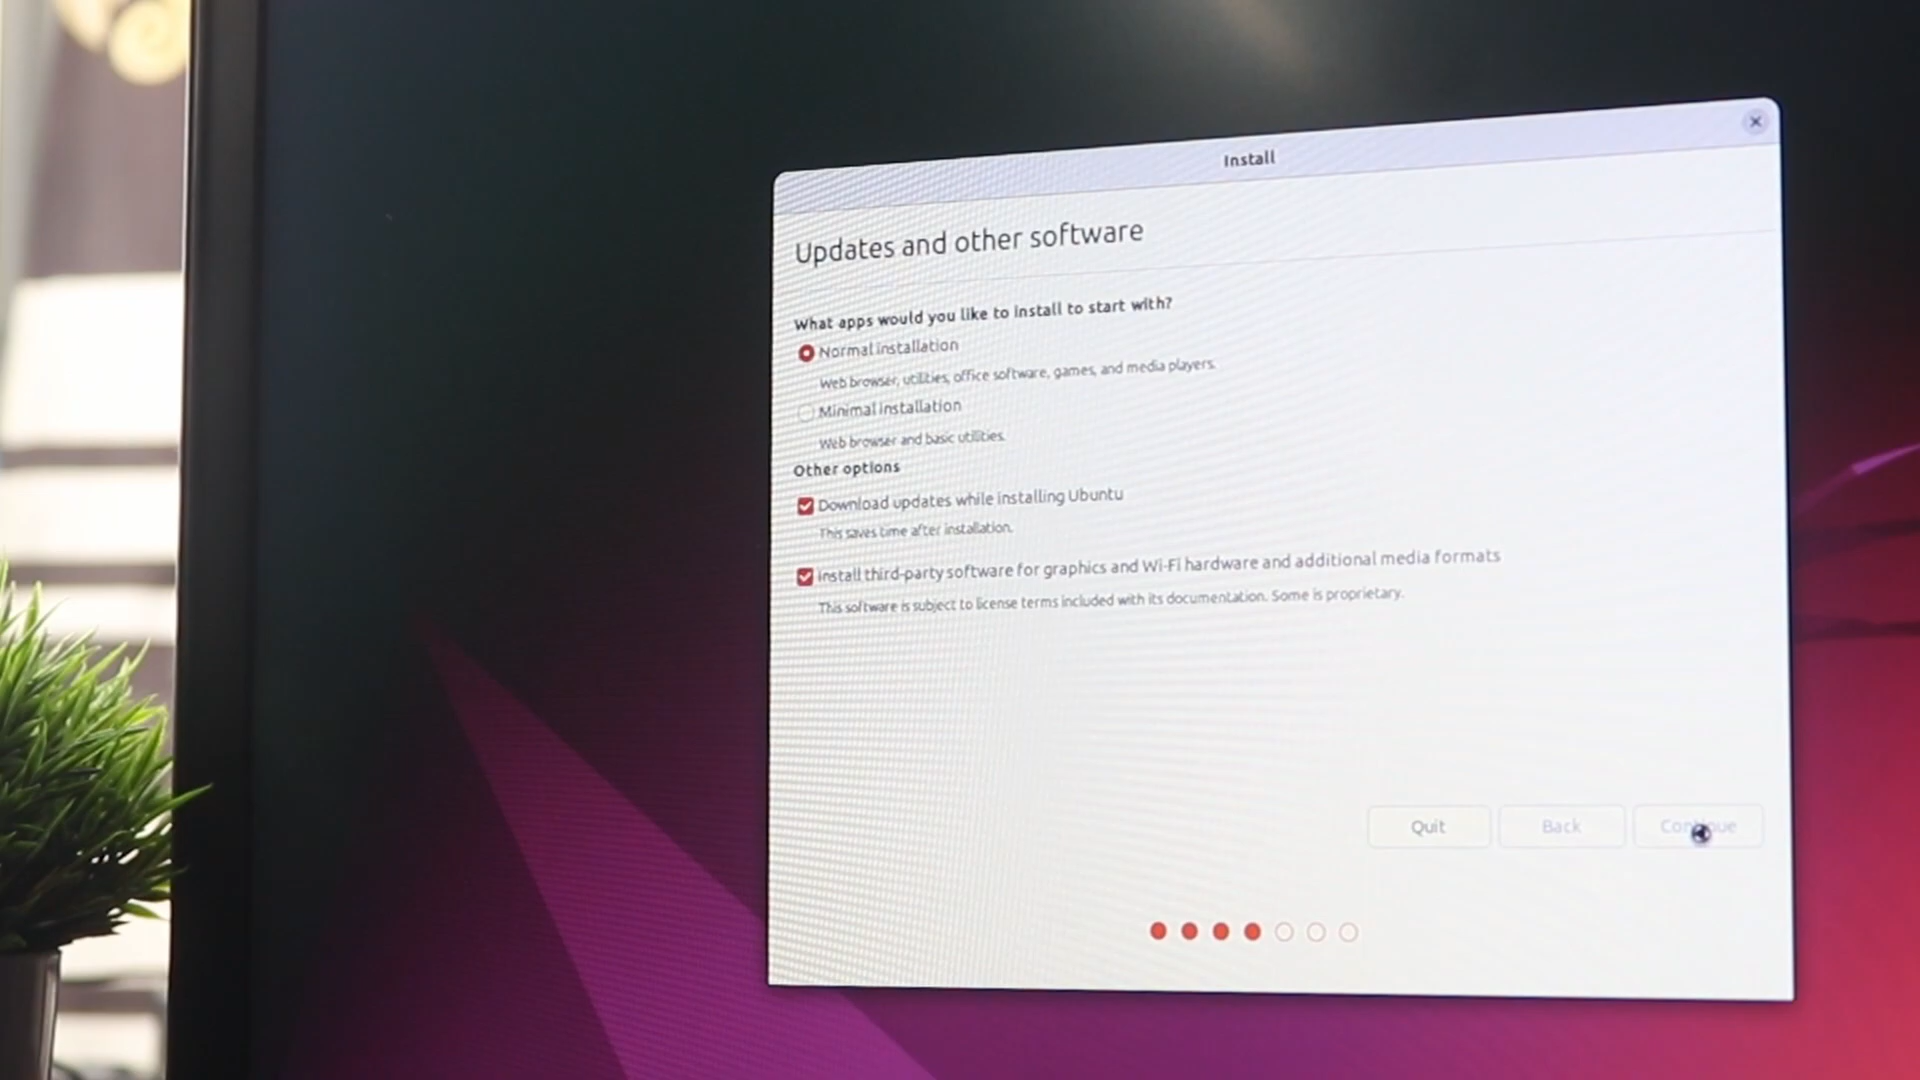 Install
Updates and other software
What apps would you like to install to start with?
Normal installation
Web browser, utilities, office software, games, and media players.
Minimal installation
Web browser and basic utilities.
Other options
Download updates while installing Ubuntu
This saves time after installation.
Install third-party software for graphics and Wi-Fi hardware and additional media formats
This software is subject to license terms included with its documentation. Some is proprietary.
Quit
Back
Continue